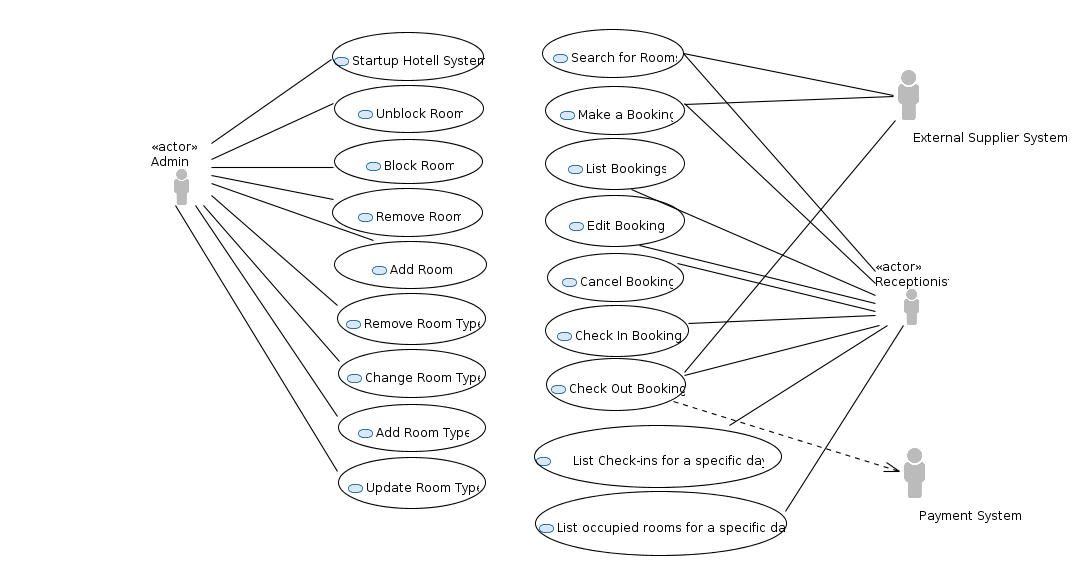 «actor»
Admin
Startup Hotell System
Unblock Room
Block Room
Remove Room
Add Room
Remove Room Type
Change Room Type
Add Room Type
Update Room Type
Search for Rooms
Make a Booking
List Bookings
Edit Booking
Cancel Booking
Check In Booking
Check Out Booking
List Check-ins for a specific day
List occupied rooms for a specific da
External Supplier System
«actor»
Receptionist
Payment System